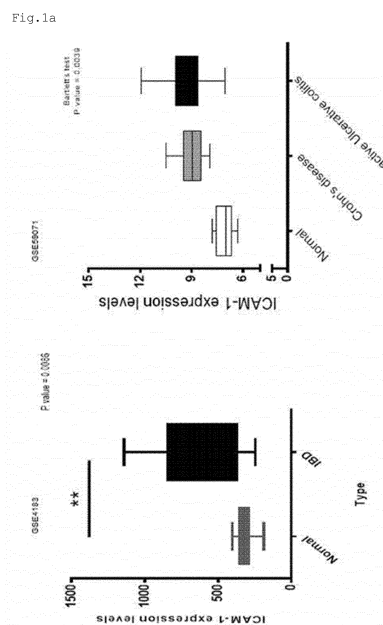 Fig.1a
GSE4183
P value = 0.0086
**
ICAM-1 expression levels
1500
1000
500
0
Normal
IBD
Type
GSE59071
Bartlett's test
P value = 0.0039
ICAM-1 expression levels
15
12
9
6
5
0
Normal
Crohn's disease
active Ulcerative colitis